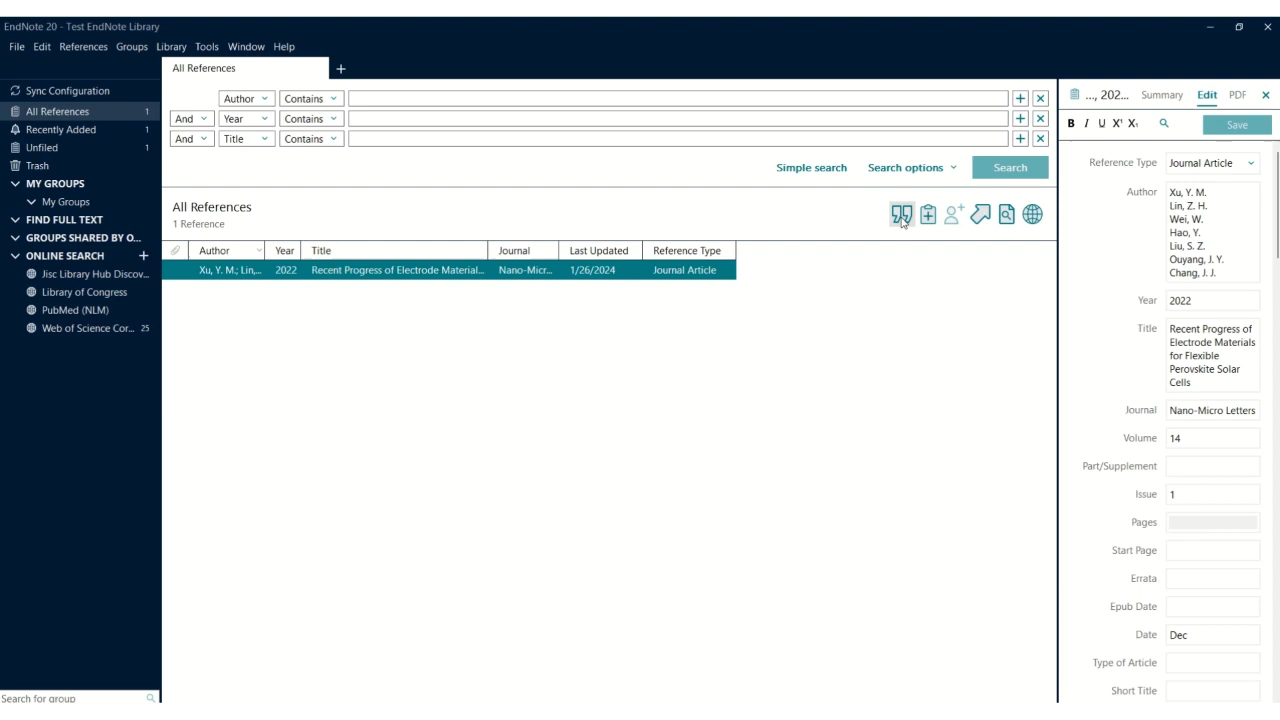 EndNote 20 - Test EndNote Library
File Edit References Groups Library Tools Window Help
All References
Sync Configuration
All References 1
Recently Added 1
Unfiled 1
Trash
MY GROUPS
My Groups
FIND FULL TEXT
GROUPS SHARED BY O...
ONLINE SEARCH
Jisc Library Hub Discov...
Library of Congress
PubMed (NLM)
Web of Science Cor... 25
Search for group
Author Contains
And Year Contains
And Title Contains
Simple search Search options Search
All References
1 Reference
Author Year Title Journal Last Updated Reference Type
Xu, Y. M.; Lin,... 2022 Recent Progress of Electrode Material... Nano-Micr... 1/26/2024 Journal Article
..., 202... Summary Edit PDF
B I U X¹ X₁ Save
Reference Type Journal Article
Author Xu, Y. M.
Lin, Z. H.
Wei, W.
Hao, Y.
Liu, S. Z.
Ouyang, J. Y.
Chang, J. J.
Year 2022
Title Recent Progress of
Electrode Materials
for Flexible
Perovskite Solar
Cells
Journal Nano-Micro Letters
Volume 14
Part/Supplement
Issue 1
Pages
Start Page
Errata
Epub Date
Date Dec
Type of Article
Short Title